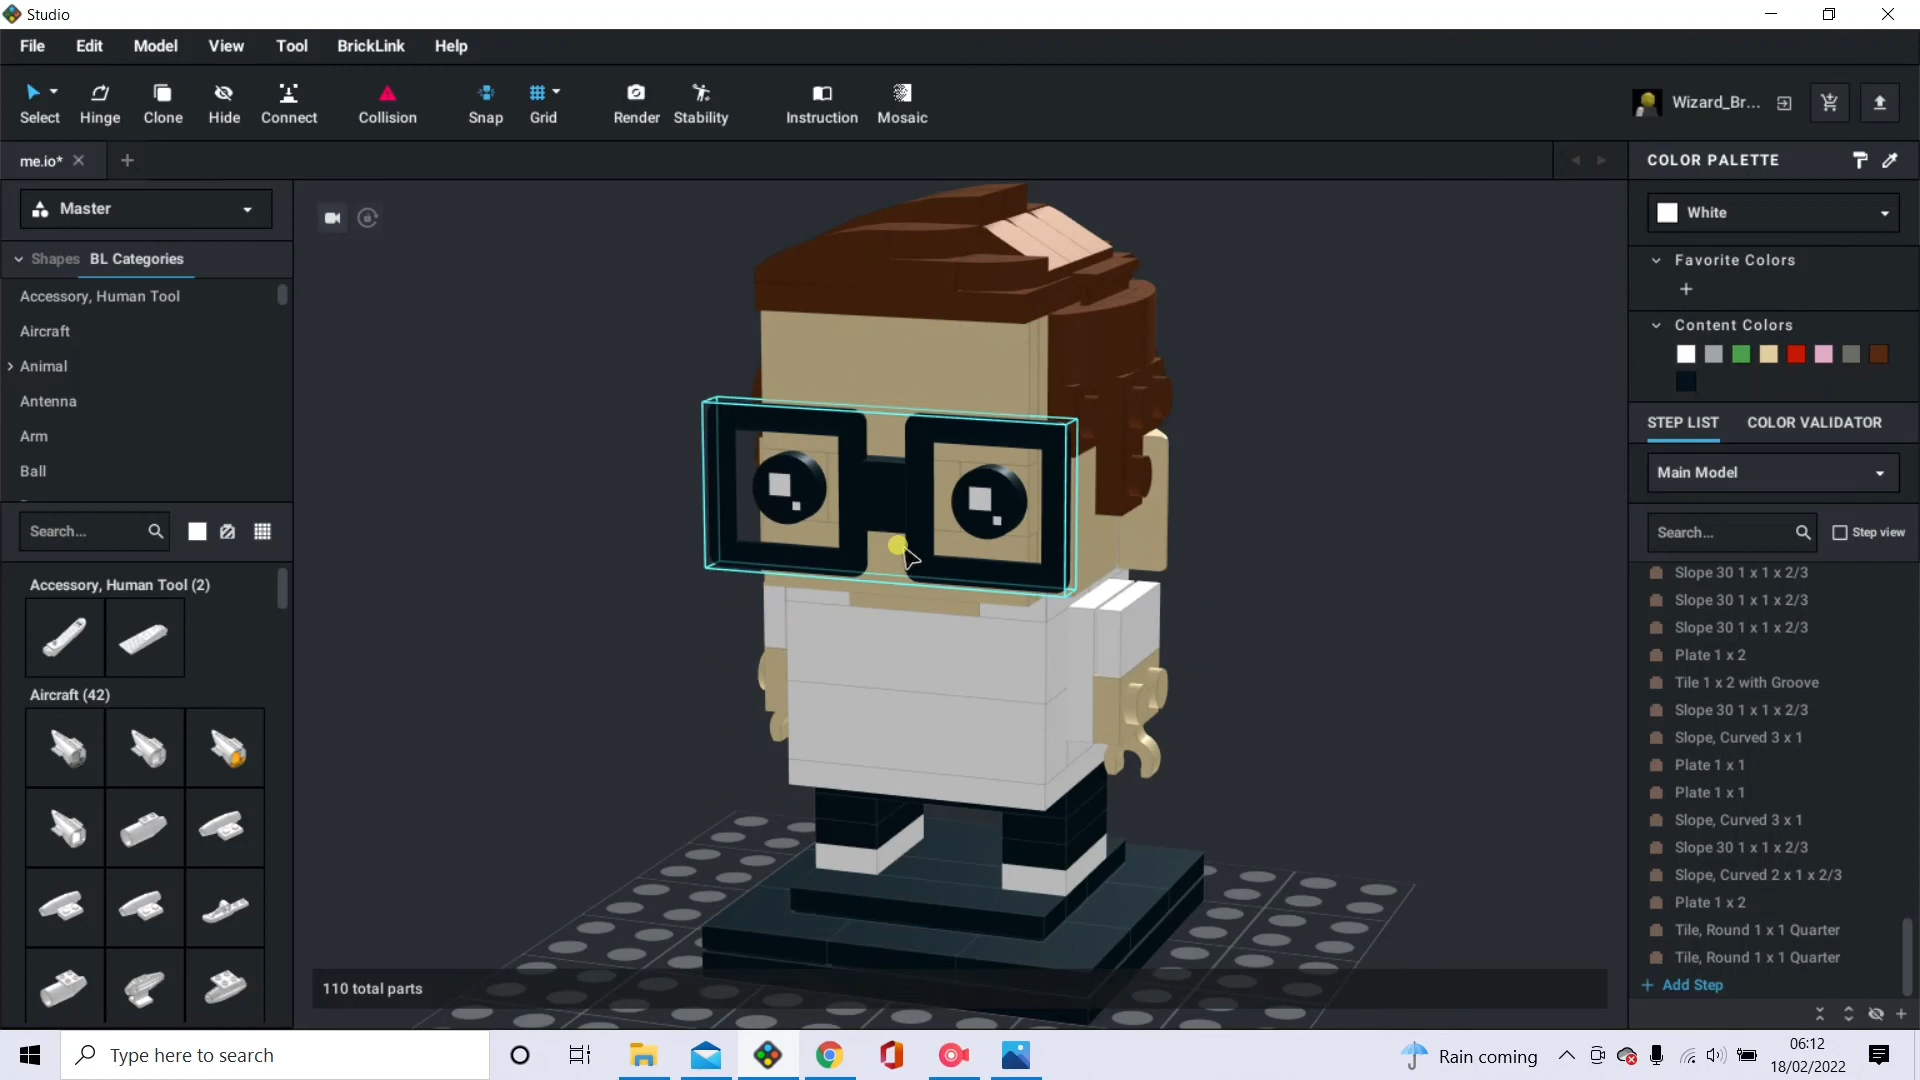 Studio
File Edit Model View Tool BrickLink Help
Select Hinge Clone Hide Connect Collision Snap Grid Render Stability Instruction Mosaic
Wizard_Br...
me.io*
COLOR PALETTE
Master
White
Shapes BL Categories
Favorite Colors
Accessory, Human Tool
Aircraft
Content Colors
Animal
Antenna
STEP LIST COLOR VALIDATOR
Arm
Ball
Main Model
Search...
Search... Step view
Accessory, Human Tool (2)
Aircraft (42)
Slope 30 1 x 1 x 2/3
Slope 30 1 x 1 x 2/3
Slope 30 1 x 1 x 2/3
Plate 1 x 2
Tile 1 x 2 with Groove
Slope 30 1 x 1 x 2/3
Slope, Curved 3 x 1
Plate 1 x 1
Plate 1 x 1
Slope, Curved 3 x 1
Slope 30 1 x 1 x 2/3
Slope, Curved 2 x 1 x 2/3
Plate 1 x 2
Tile, Round 1 x 1 Quarter
Tile, Round 1 x 1 Quarter
+ Add Step
110 total parts
Type here to search
Rain coming
06:12
18/02/2022